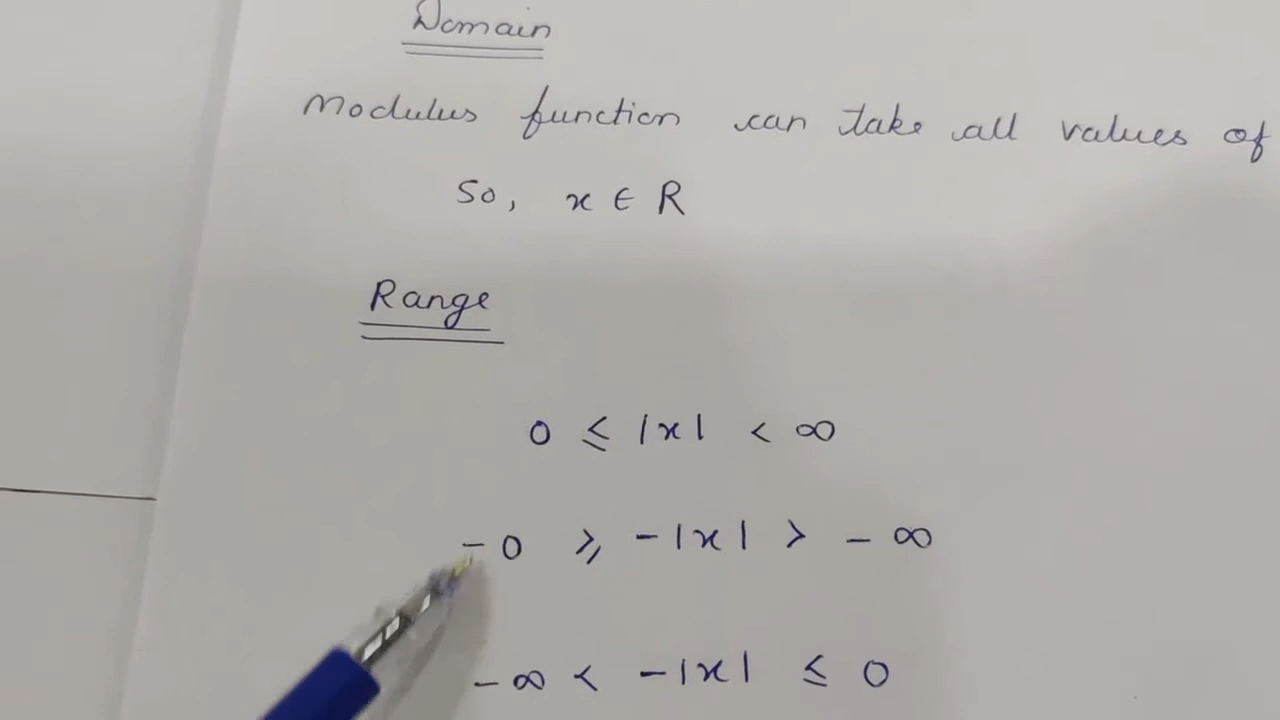 Domain
Modulus function can take all values of
So, x ∈ R
Range
0 ≤ |x| < ∞
-0 ≥ -|x| > -∞
-∞ < -|x| ≤ 0